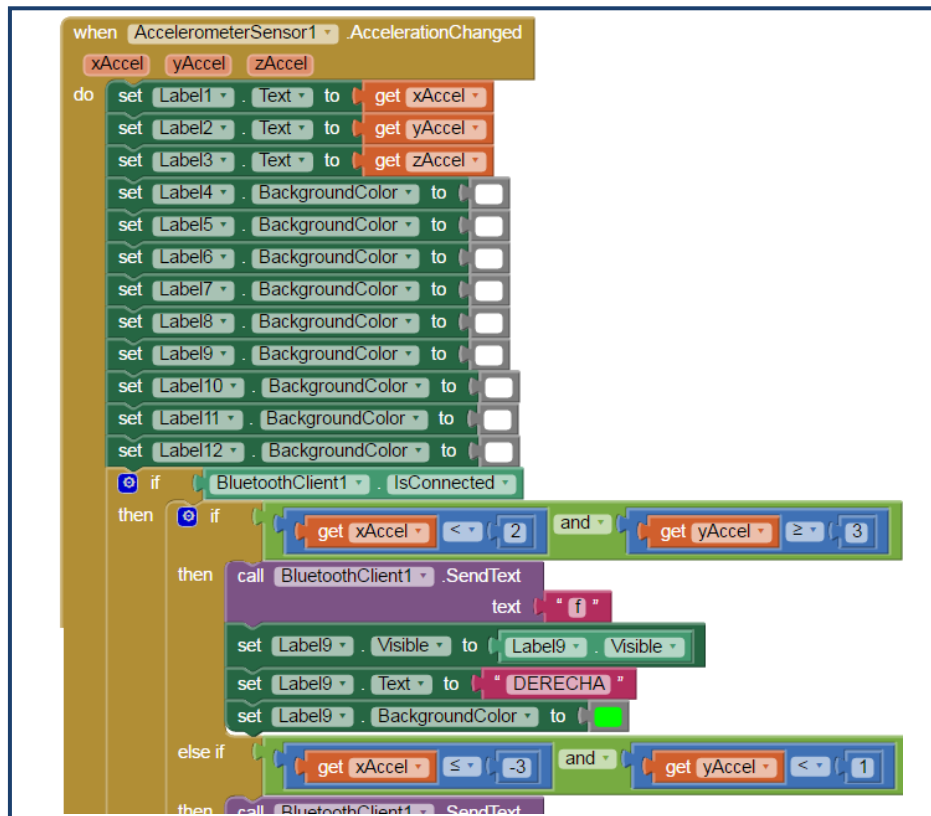 when AccelerometerSensor1 .AccelerationChanged
xAccel yAccel zAccel
do set Label1 . Text to get xAccel
set Label2 . Text to get yAccel
set Label3 . Text to get zAccel
set Label4 . BackgroundColor to
set Label5 . BackgroundColor to
set Label6 . BackgroundColor to
set Label7 . BackgroundColor to
set Label8 . BackgroundColor to
set Label9 . BackgroundColor to
set Label10 . BackgroundColor to
set Label11 . BackgroundColor to
set Label12 . BackgroundColor to
if BluetoothClient1 . IsConnected
then if get xAccel < 2 and get yAccel ≥ 3
then call BluetoothClient1 .SendText
text " f "
set Label9 . Visible to Label9 . Visible
set Label9 . Text to " DERECHA "
set Label9 . BackgroundColor to
else if get xAccel ≤ -3 and get yAccel < 1
then call BluetoothClient1 .SendText